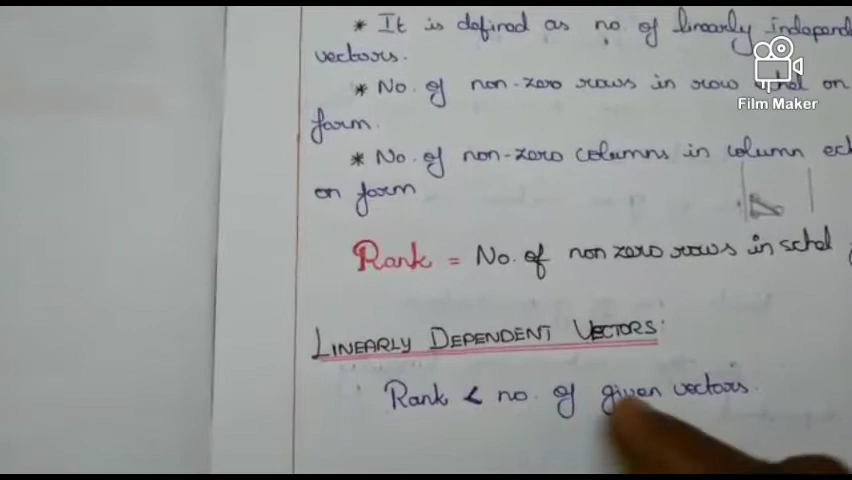 * It is defined as no. of linearly independ
vectors.
* No. of non-zero rows in row on
form.
* No. of non-zero columns in column ech
on form
Rank = No. of non zero rows in schel
LINEARLY DEPENDENT VECTORS:
Rank < no. of given vectors.
Film Maker